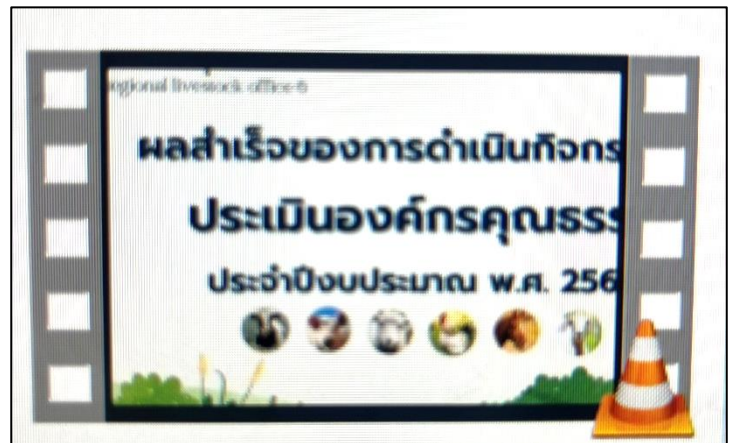 egional livestock office 6
ผลสำเร็จของการดำเนินกิจกร
ประเมินองค์กรคุณธรร
ประจำปีงบประมาณ พ.ศ. 256